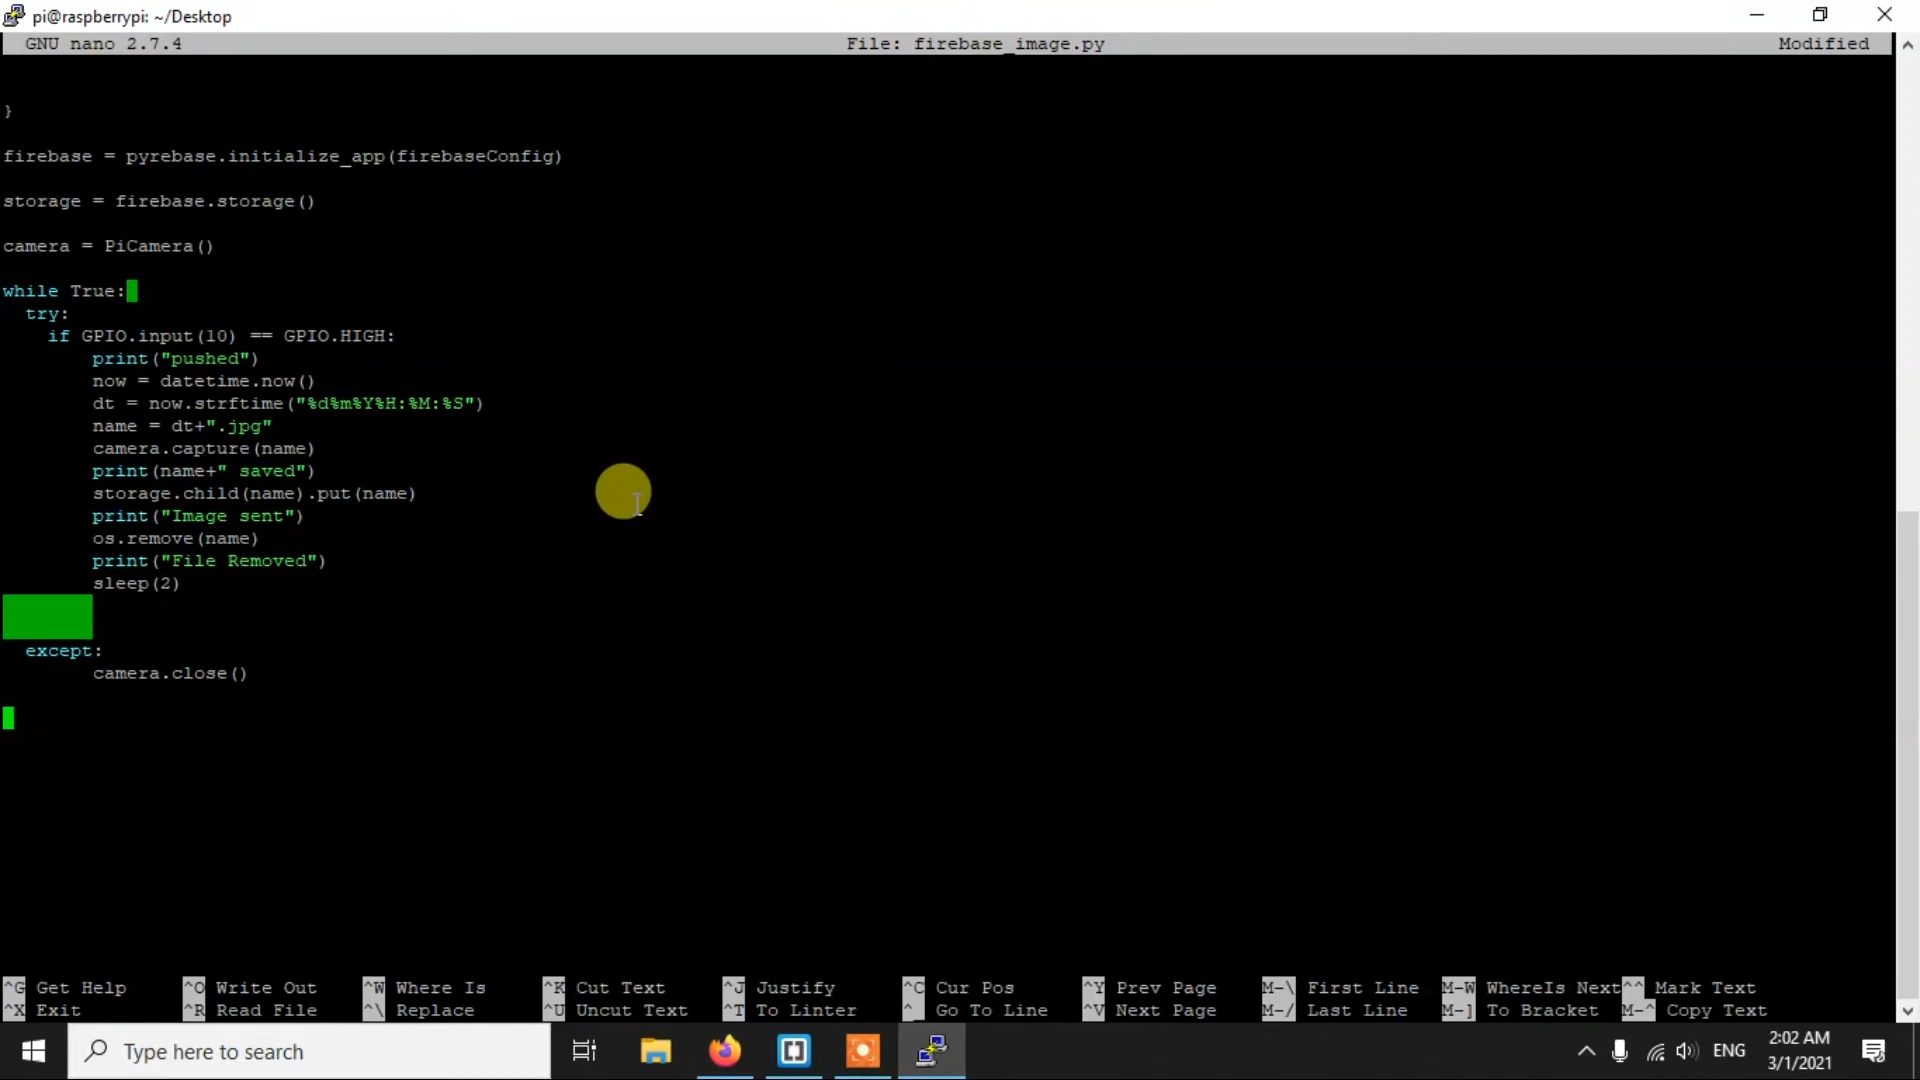 pi@raspberrypi: ~/Desktop
GNU nano 2.7.4 File: firebase_image.py Modified
}
firebase = pyrebase.initialize_app(firebaseConfig)
storage = firebase.storage()
camera = PiCamera()
while True:
  try:
    if GPIO.input(10) == GPIO.HIGH:
        print("pushed")
        now = datetime.now()
        dt = now.strftime("%d%m%Y%H:%M:%S")
        name = dt+".jpg"
        camera.capture(name)
        print(name+" saved")
        storage.child(name).put(name)
        print("Image sent")
        os.remove(name)
        print("File Removed")
        sleep(2)
  except:
        camera.close()
^G Get Help ^O Write Out ^W Where Is ^K Cut Text ^J Justify ^C Cur Pos ^Y Prev Page M-\ First Line M-W WhereIs Next ^^ Mark Text
^X Exit ^R Read File ^\ Replace ^U Uncut Text ^T To Linter ^_ Go To Line ^V Next Page M-/ Last Line M-] To Bracket M-^ Copy Text
Type here to search ENG 2:02 AM
3/1/2021